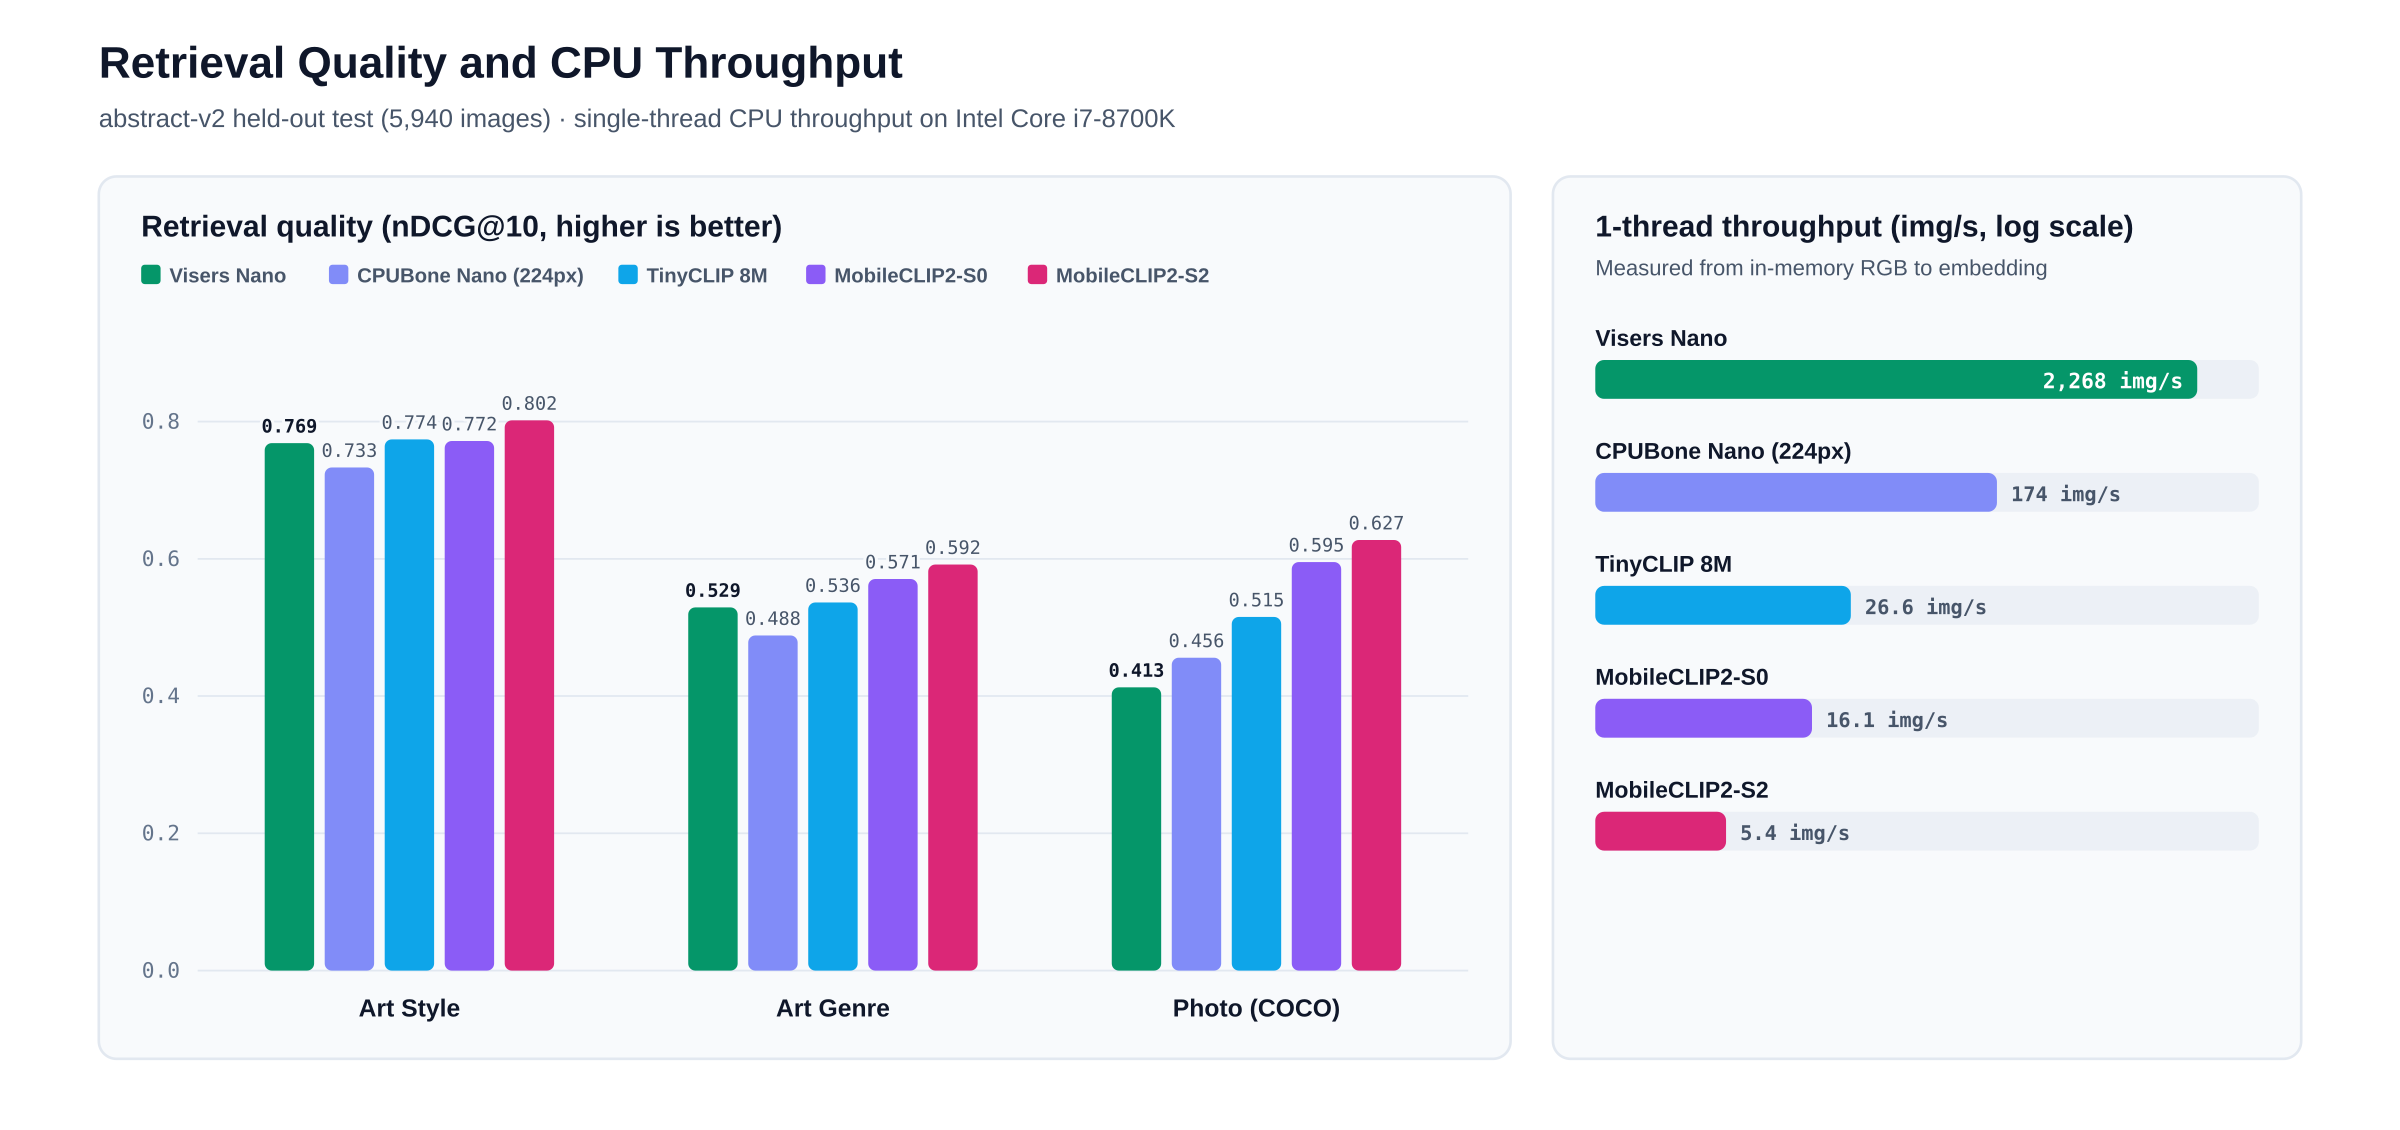 Retrieval Quality and CPU Throughput
abstract-v2 held-out test (5,940 images) · single-thread CPU throughput on Intel Core i7-8700K
Retrieval quality (nDCG@10, higher is better)
Visers Nano CPUBone Nano (224px) TinyCLIP 8M MobileCLIP2-S0 MobileCLIP2-S2
0.8
0.6
0.4
0.2
0.0
0.769 0.733 0.774 0.772 0.802
0.529 0.488 0.536 0.571 0.592
0.413 0.456 0.515 0.595 0.627
Art Style Art Genre Photo (COCO)
1-thread throughput (img/s, log scale)
Measured from in-memory RGB to embedding
Visers Nano
2,268 img/s
CPUBone Nano (224px)
174 img/s
TinyCLIP 8M
26.6 img/s
MobileCLIP2-S0
16.1 img/s
MobileCLIP2-S2
5.4 img/s